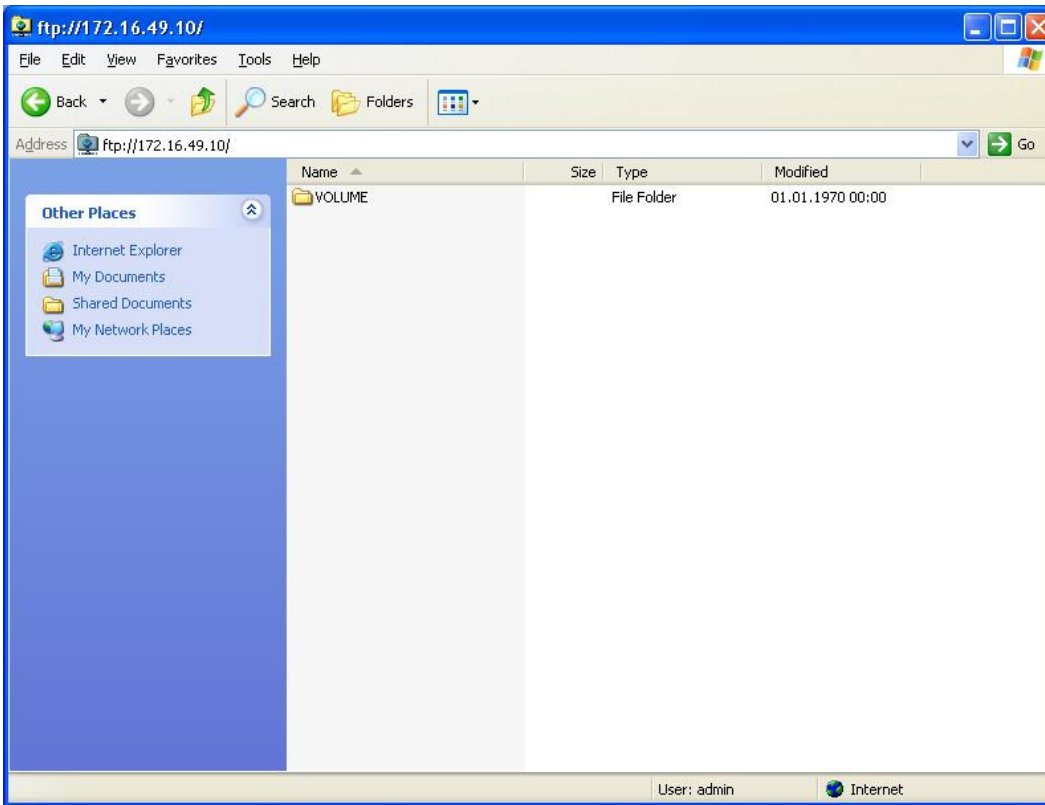 ftp://172.16.49.10/
File Edit View Favorites Tools Help
Back Search Folders
Address ftp://172.16.49.10/ Go
Name Size Type Modified
VOLUME File Folder 01.01.1970 00:00
Other Places
Internet Explorer
My Documents
Shared Documents
My Network Places
User: admin Internet